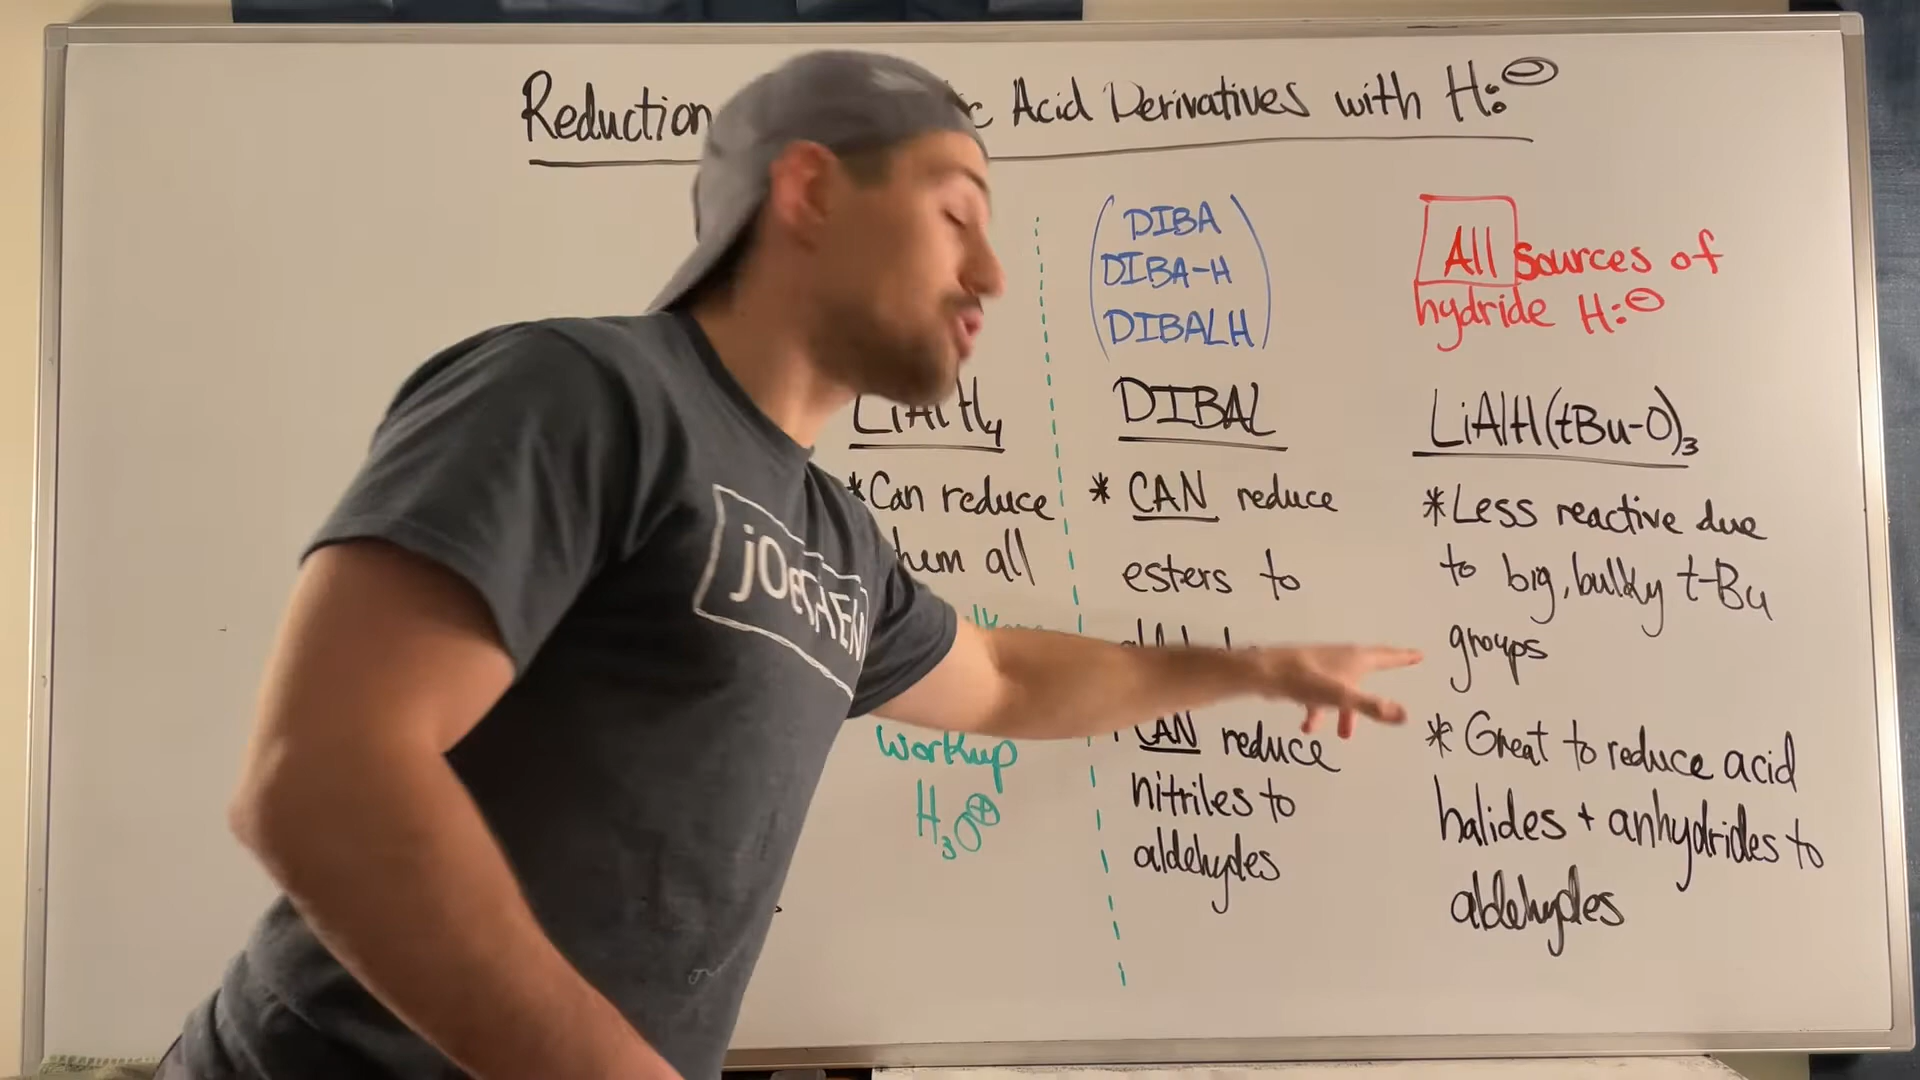 Reduction Acid Derivatives with H:⊖
DIBA
DIBA-H
DIBALH
All sources of
hydride H:⊖
LiAlH4
*Can reduce
them all
Workup
H3O⊕
DIBAL
* CAN reduce
esters to
CAN reduce
nitriles to
aldehydes
LiAlH(tBu-O)3
*Less reactive due
to big, bulky t-Bu
groups
* Great to reduce acid
halides + anhydrides to
aldehydes